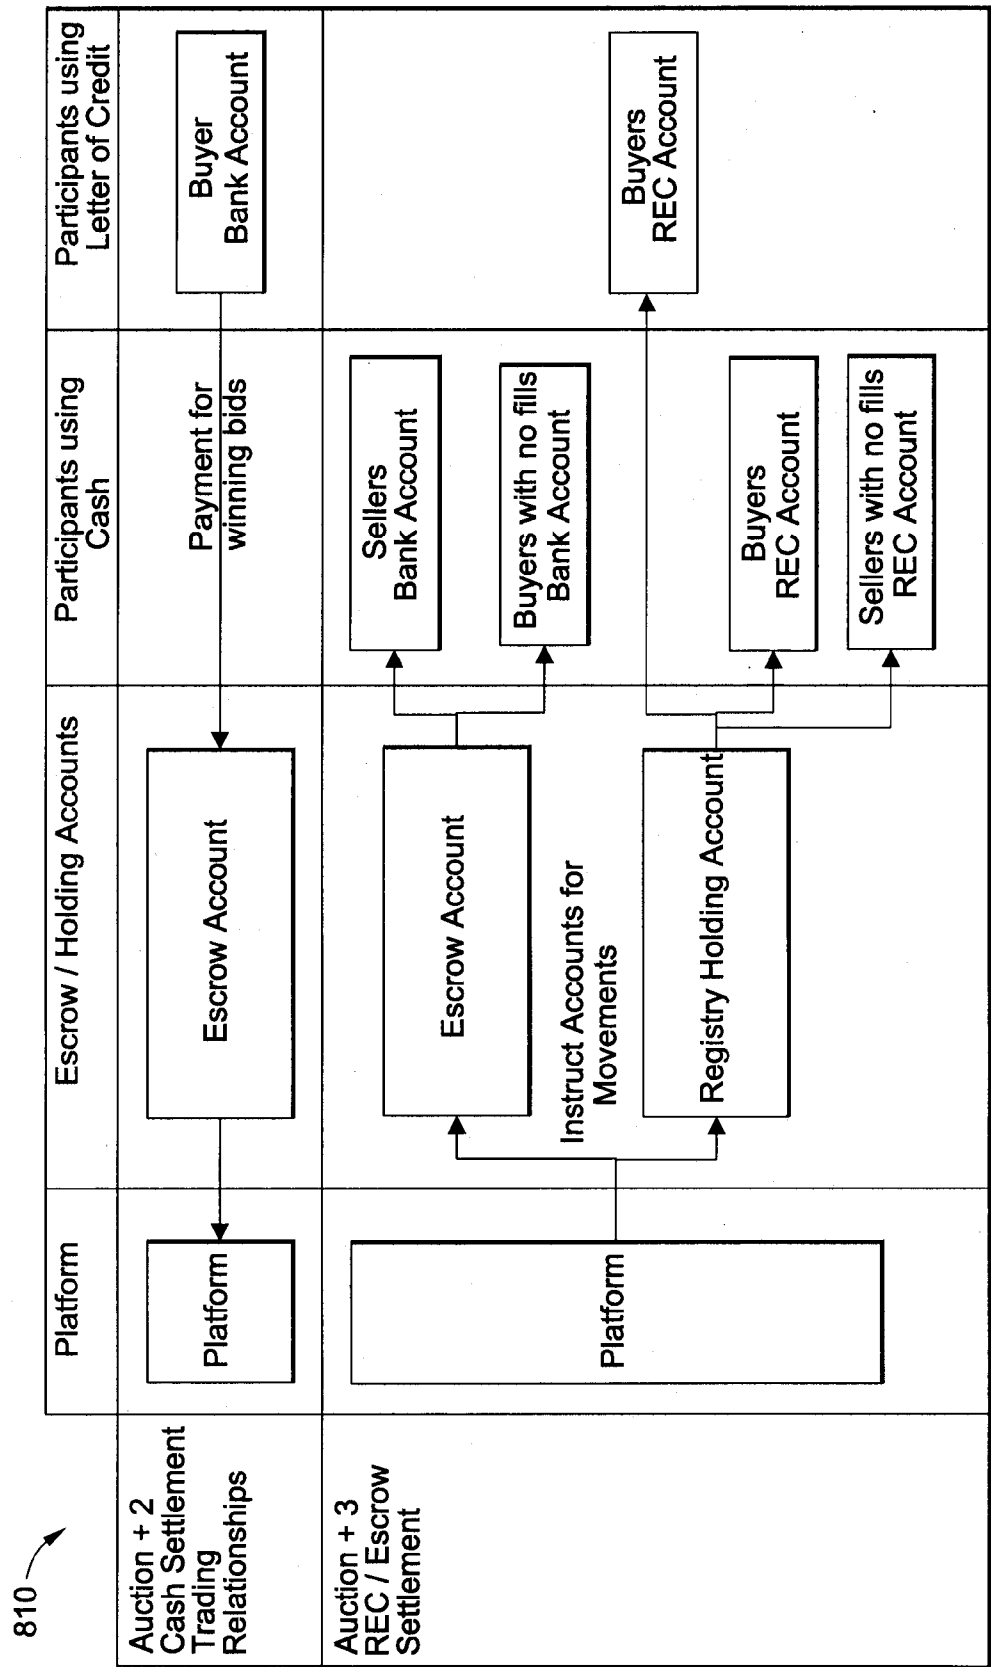 810
Platform
Escrow / Holding Accounts
Participants using
Cash
Participants using
Letter of Credit
Auction + 2
Cash Settlement
Trading
Relationships
Platform
Escrow Account
Payment for
winning bids
Buyer
Bank Account
Auction + 3
REC / Escrow
Settlement
Platform
Instruct Accounts for
Movements
Escrow Account
Registry Holding Account
Sellers
Bank Account
Buyers with no fills
Bank Account
Buyers
REC Account
Sellers with no fills
REC Account
Buyers
REC Account